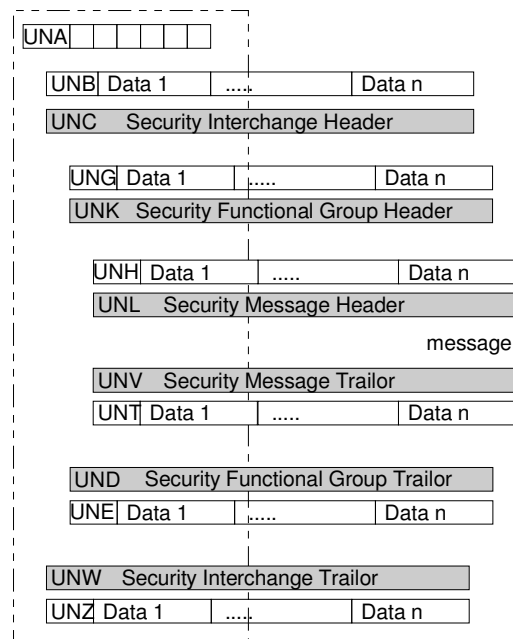 UNA
UNB Data 1 ..... Data n
UNC Security Interchange Header
UNG Data 1 ..... Data n
UNK Security Functional Group Header
UNH Data 1 ..... Data n
UNL Security Message Header
message
UNV Security Message Trailor
UNT Data 1 ..... Data n
UND Security Functional Group Trailor
UNE Data 1 ..... Data n
UNW Security Interchange Trailor
UNZ Data 1 ..... Data n